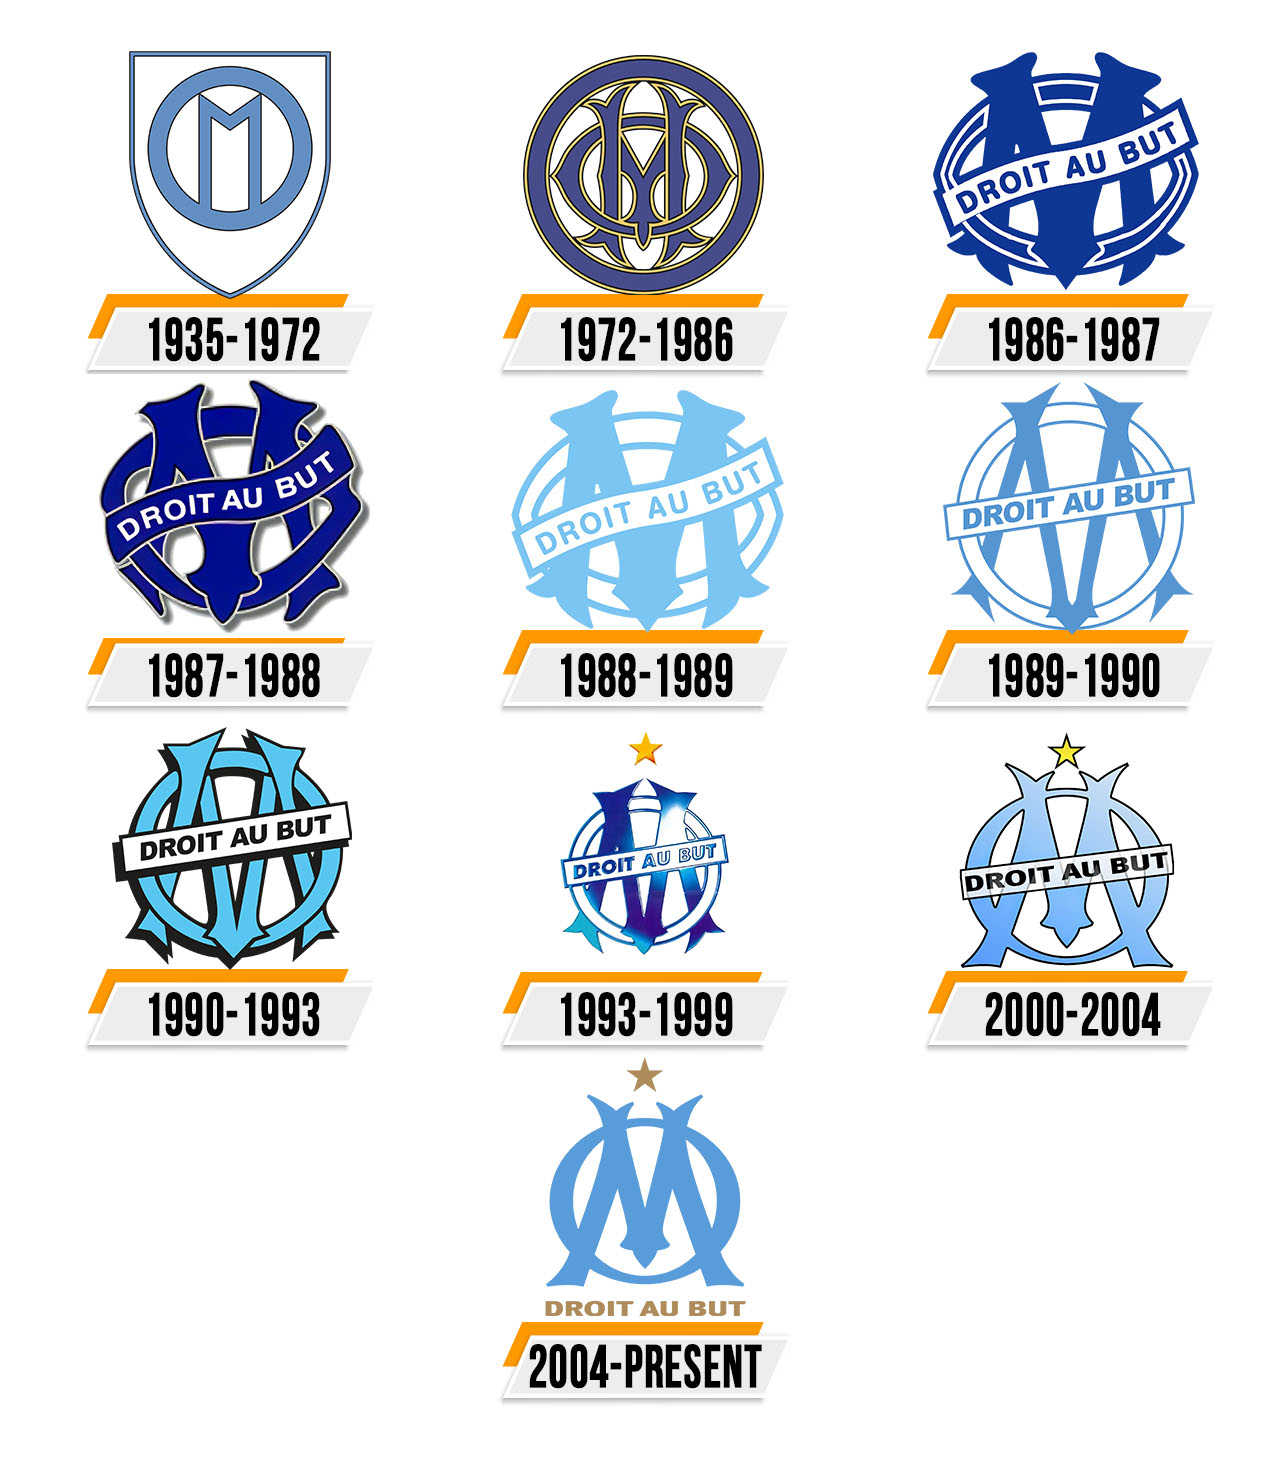 1935-1972
1972-1986
DROIT AU BUT
1986-1987
DROIT AU BUT
1987-1988
DROIT AU BUT
1988-1989
DROIT AU BUT
1989-1990
DROIT AU BUT
1990-1993
DROIT AU BUT
1993-1999
DROIT AU BUT
2000-2004
DROIT AU BUT
2004-PRESENT